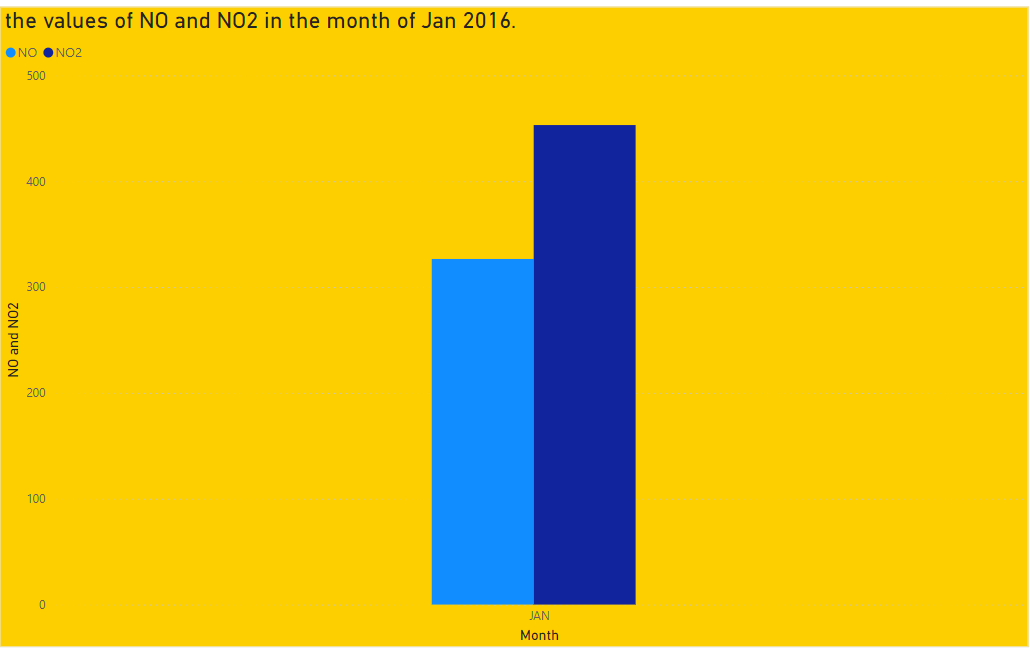 the values of NO and NO2 in the month of Jan 2016.
NO NO2
500
400
300
200
100
0
NO and NO2
JAN
Month